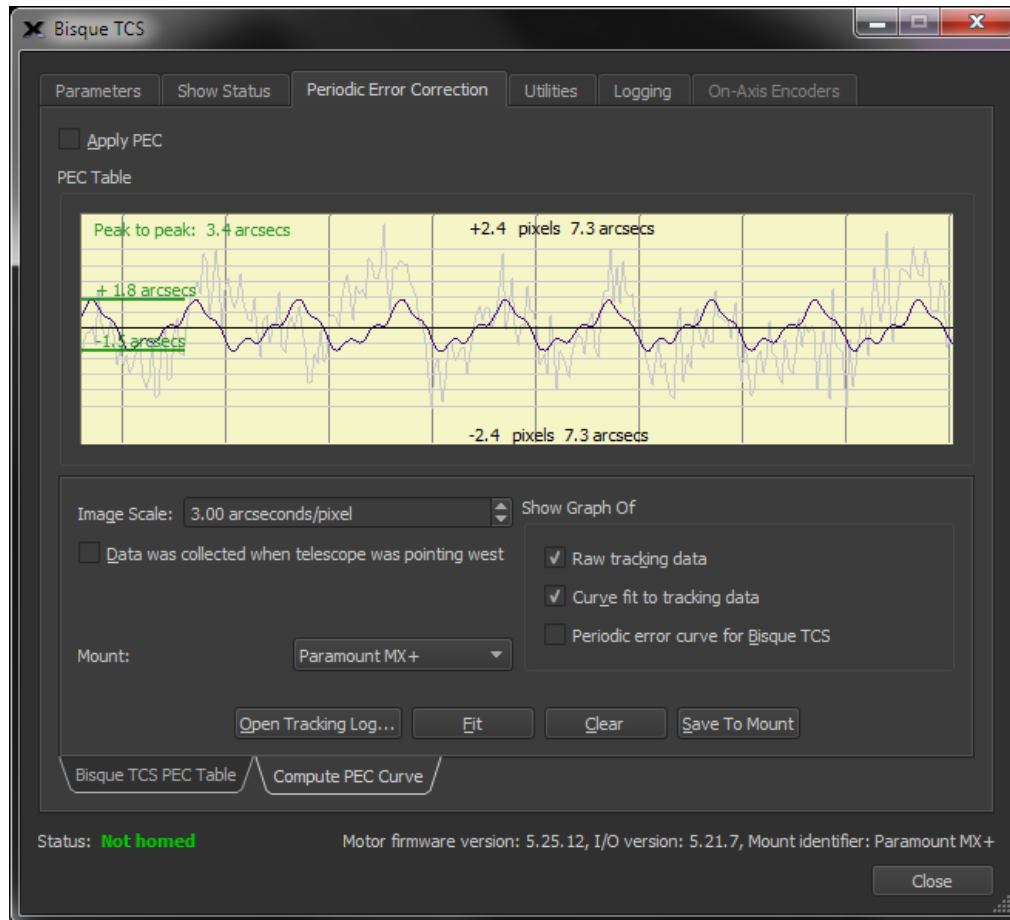 Bisque TCS
Parameters Show Status Periodic Error Correction Utilities Logging On-Axis Encoders
Apply PEC
PEC Table
Peak to peak: 3.4 arcsecs
+2.4 pixels 7.3 arcsecs
+ 1.8 arcsecs
-1.5 arcsecs
-2.4 pixels 7.3 arcsecs
Image Scale: 3.00 arcseconds/pixel
Show Graph Of
Data was collected when telescope was pointing west
Raw tracking data
Curve fit to tracking data
Periodic error curve for Bisque TCS
Mount: Paramount MX+
Open Tracking Log... Fit Clear Save To Mount
Bisque TCS PEC Table Compute PEC Curve
Status: Not homed Motor firmware version: 5.25.12, I/O version: 5.21.7, Mount identifier: Paramount MX+
Close